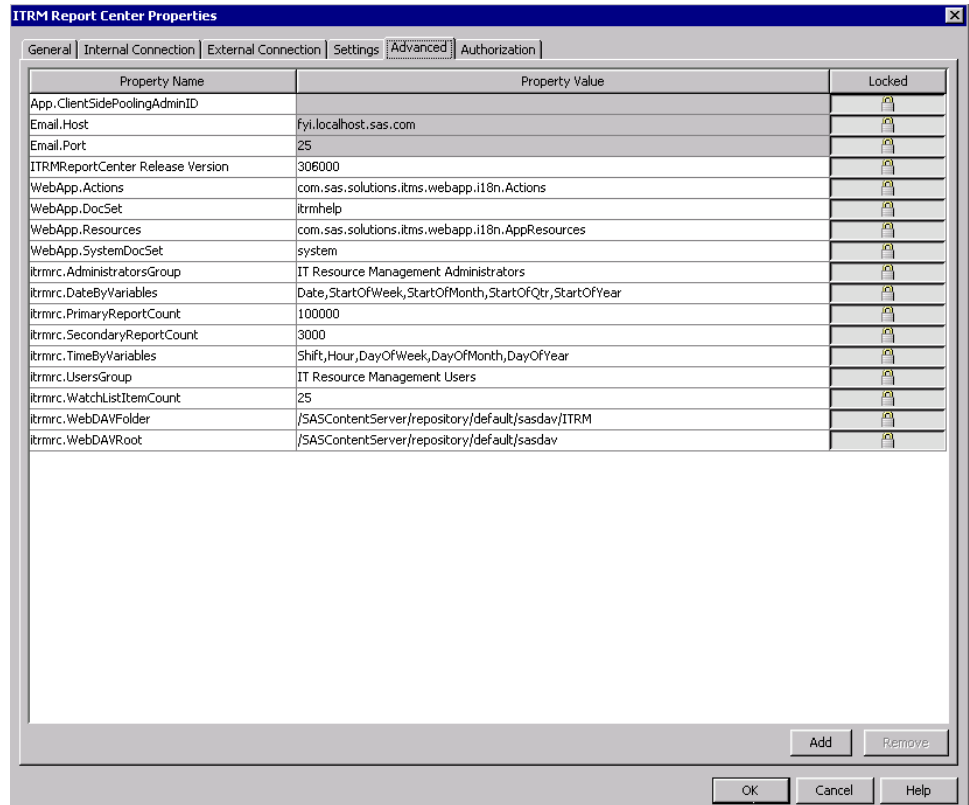 ITRM Report Center Properties
General Internal Connection External Connection Settings Advanced Authorization
Property Name Property Value Locked
App.ClientSidePoolingAdminID
Email.Host fyi.localhost.sas.com
Email.Port 25
ITRMReportCenter Release Version 306000
WebApp.Actions com.sas.solutions.itms.webapp.i18n.Actions
WebApp.DocSet itrmhelp
WebApp.Resources com.sas.solutions.itms.webapp.i18n.AppResources
WebApp.SystemDocSet system
itrmrc.AdministratorsGroup IT Resource Management Administrators
itrmrc.DateByVariables Date,StartOfWeek,StartOfMonth,StartOfQtr,StartOfYear
itrmrc.PrimaryReportCount 100000
itrmrc.SecondaryReportCount 3000
itrmrc.TimeByVariables Shift,Hour,DayOfWeek,DayOfMonth,DayOfYear
itrmrc.UsersGroup IT Resource Management Users
itrmrc.WatchListItemCount 25
itrmrc.WebDAVFolder /SASContentServer/repository/default/sasdav/ITRM
itrmrc.WebDAVRoot /SASContentServer/repository/default/sasdav
Add Remove
OK Cancel Help